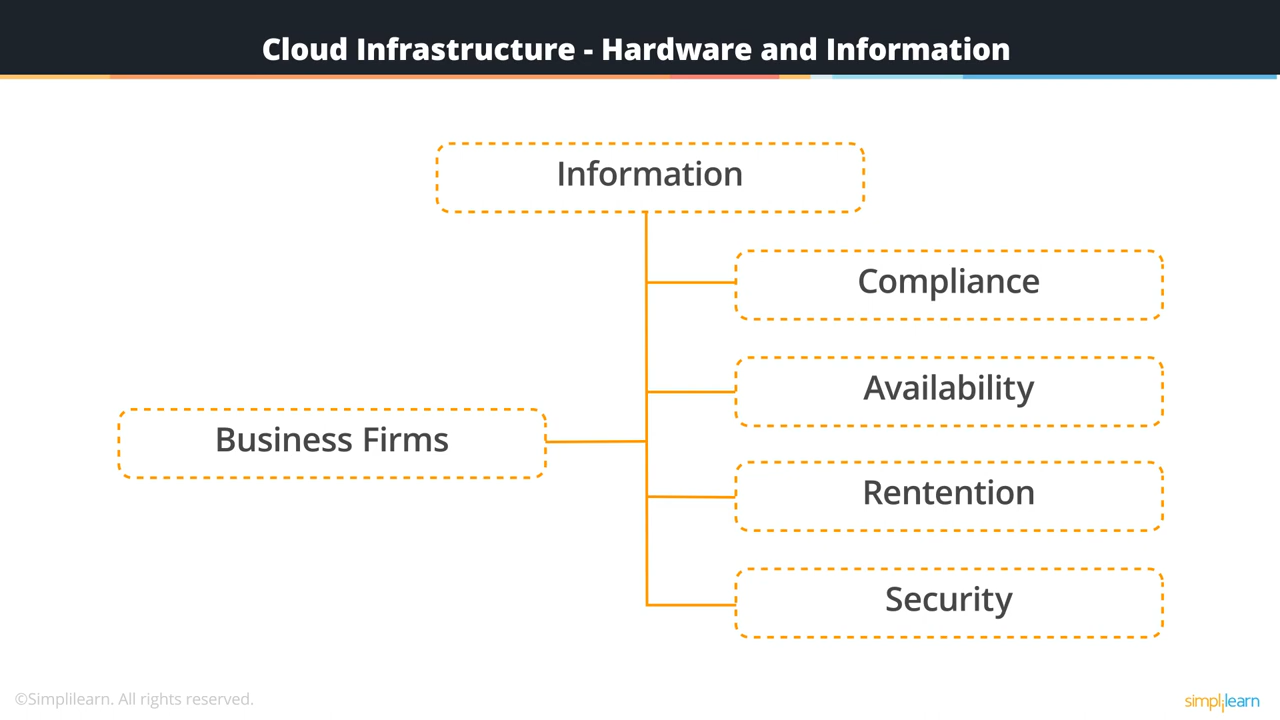 Cloud Infrastructure - Hardware and Information
Information
Compliance
Availability
Business Firms
Rentention
Security
©Simplilearn. All rights reserved.
simplilearn